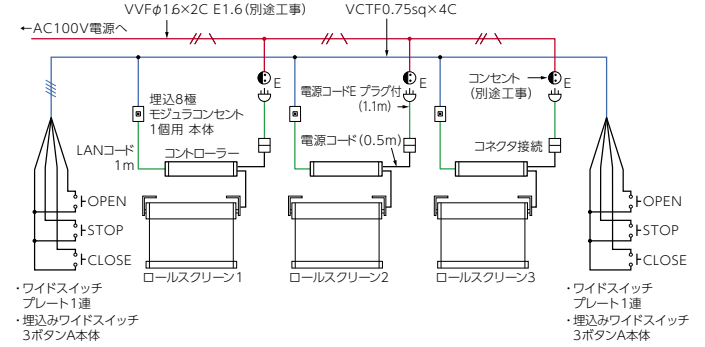 VVFφ1.6×2C E1.6（別途工事）
VCTF0.75sq×4C
←AC100V電源へ
E
E
E
埋込8極
モジュラコンセント
1個用 本体
電源コードE プラグ付
（1.1m）
コンセント
（別途工事）
LANコード
1m
コントローラー
電源コード（0.5m）
コネクタ接続
OPEN
STOP
CLOSE
OPEN
STOP
CLOSE
ロールスクリーン1
ロールスクリーン2
ロールスクリーン3
・ワイドスイッチ
プレート1連
・埋込みワイドスイッチ
3ボタンA本体
・ワイドスイッチ
プレート1連
・埋込みワイドスイッチ
3ボタンA本体